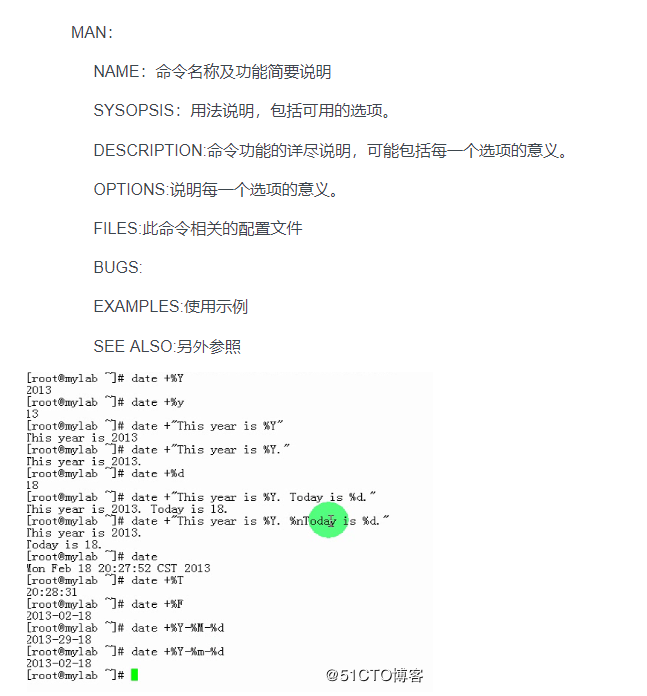 MAN：
NAME：命令名称及功能简要说明
SYSOPSIS：用法说明，包括可用的选项。
DESCRIPTION:命令功能的详尽说明，可能包括每一个选项的意义。
OPTIONS:说明每一个选项的意义。
FILES:此命令相关的配置文件
BUGS:
EXAMPLES:使用示例
SEE ALSO:另外参照
[root@mylab ~]# date +%Y
2013
[root@mylab ~]# date +%y
13
[root@mylab ~]# date +"This year is %Y"
This year is 2013
[root@mylab ~]# date +"This year is %Y."
This year is 2013.
[root@mylab ~]# date +%d
18
[root@mylab ~]# date +"This year is %Y. Today is %d."
This year is 2013. Today is 18.
[root@mylab ~]# date +"This year is %Y. %nToday is %d."
This year is 2013.
Today is 18.
[root@mylab ~]# date
Mon Feb 18 20:27:52 CST 2013
[root@mylab ~]# date +%T
20:28:31
[root@mylab ~]# date +%F
2013-02-18
[root@mylab ~]# date +%Y-%M-%d
2013-29-18
[root@mylab ~]# date +%Y-%m-%d
2013-02-18
[root@mylab ~]#
@51CTO博客